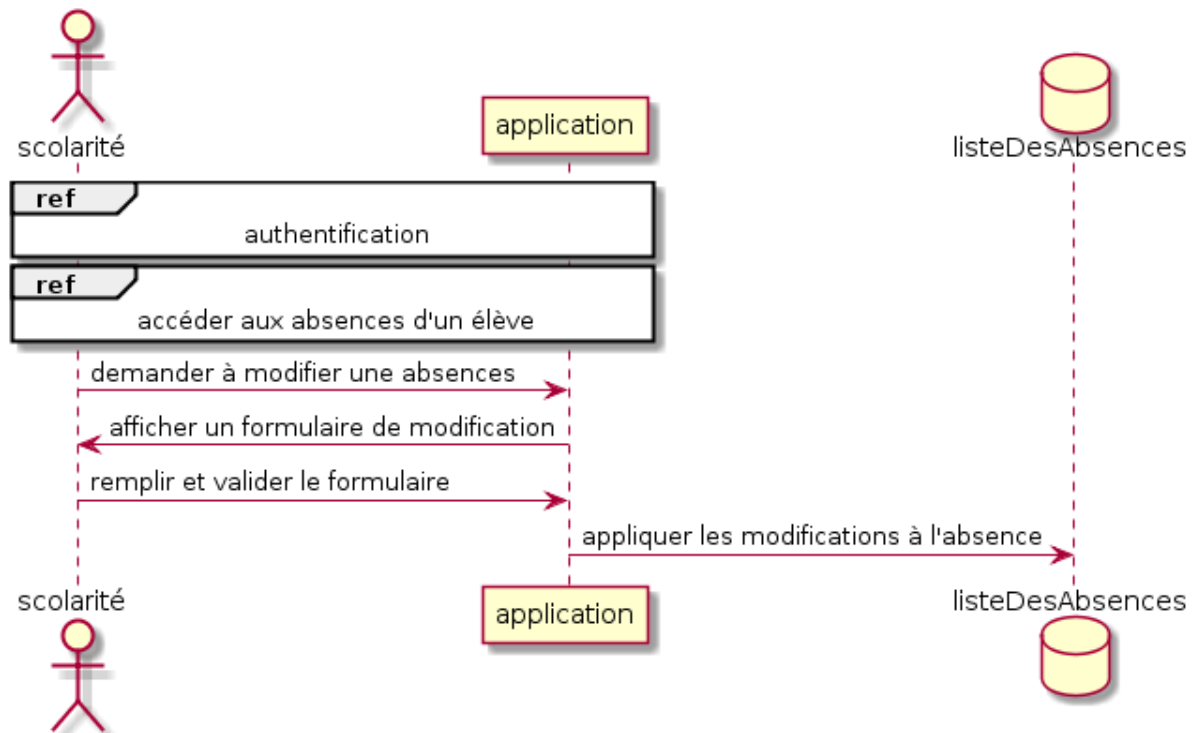 scolarité
application
listeDesAbsences
ref
authentification
ref
accéder aux absences d'un élève
demander à modifier une absences
afficher un formulaire de modification
remplir et valider le formulaire
appliquer les modifications à l'absence
scolarité
application
listeDesAbsences